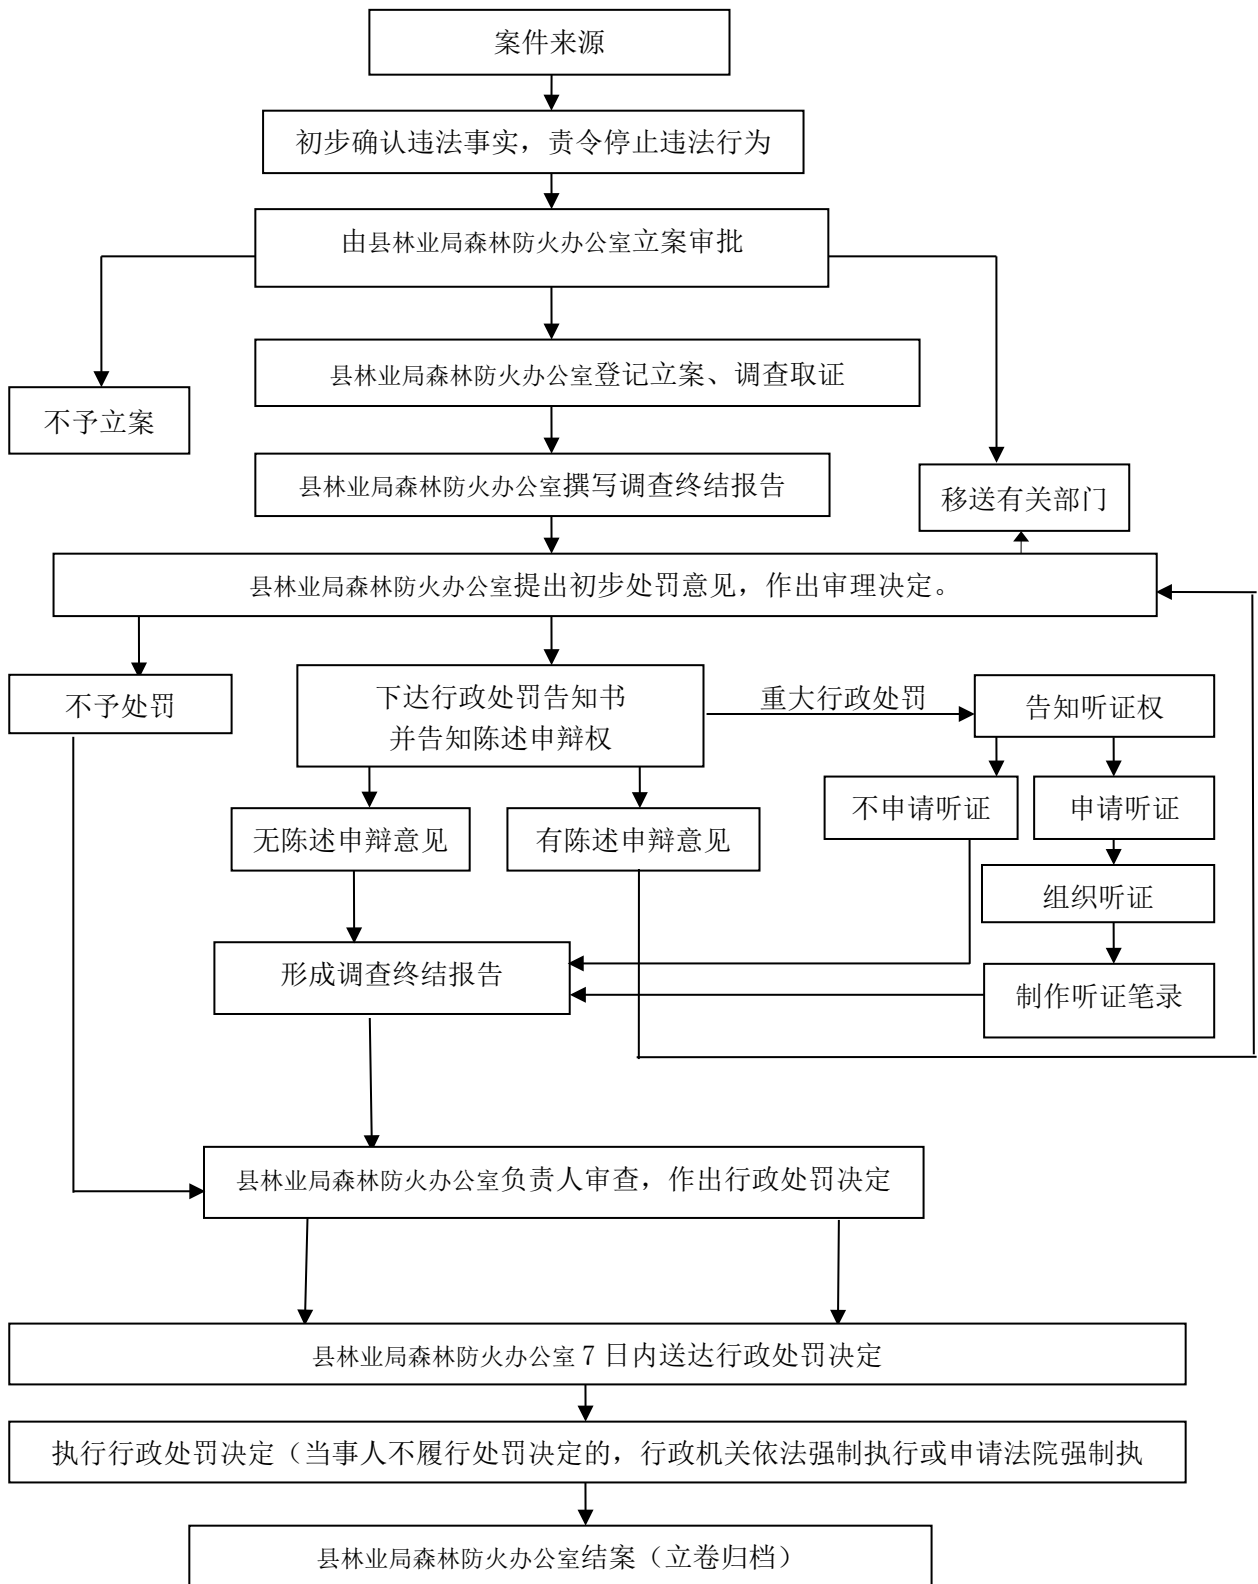 案件来源
初步确认违法事实，责令停止违法行为
由县林业局森林防火办公室立案审批
县林业局森林防火办公室登记立案、调查取证
不予立案
县林业局森林防火办公室撰写调查终结报告
移送有关部门
县林业局森林防火办公室提出初步处罚意见，作出审理决定。
不予处罚
下达行政处罚告知书
并告知陈述申辩权
重大行政处罚
告知听证权
不申请听证
申请听证
无陈述申辩意见
有陈述申辩意见
组织听证
形成调查终结报告
制作听证笔录
县林业局森林防火办公室负责人审查，作出行政处罚决定
县林业局森林防火办公室 7 日内送达行政处罚决定
执行行政处罚决定（当事人不履行处罚决定的，行政机关依法强制执行或申请法院强制执
县林业局森林防火办公室结案（立卷归档）